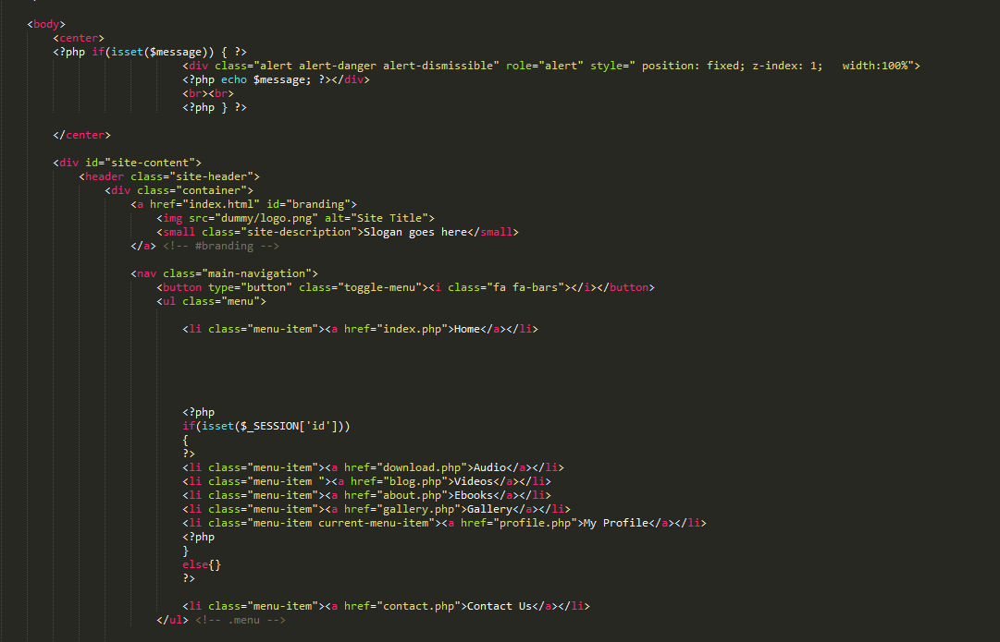 <body>
<center>
<?php if(isset($message)) { ?>
<div class="alert alert-danger alert-dismissible" role="alert" style=" position: fixed; z-index: 1;   width:100%">
<?php echo $message; ?></div>
<br><br>
<?php } ?>
</center>
<div id="site-content">
<header class="site-header">
<div class="container">
<a href="index.html" id="branding">
<img src="dummy/logo.png" alt="Site Title">
<small class="site-description">Slogan goes here</small>
</a> <!-- #branding -->
<nav class="main-navigation">
<button type="button" class="toggle-menu"><i class="fa fa-bars"></i></button>
<ul class="menu">
<li class="menu-item"><a href="index.php">Home</a></li>
<?php
if(isset($_SESSION['id']))
{
?>
<li class="menu-item"><a href="download.php">Audio</a></li>
<li class="menu-item "><a href="blog.php">Videos</a></li>
<li class="menu-item"><a href="about.php">Ebooks</a></li>
<li class="menu-item"><a href="gallery.php">Gallery</a></li>
<li class="menu-item current-menu-item"><a href="profile.php">My Profile</a></li>
<?php
}
else{}
?>
<li class="menu-item"><a href="contact.php">Contact Us</a></li>
</ul> <!-- .menu -->